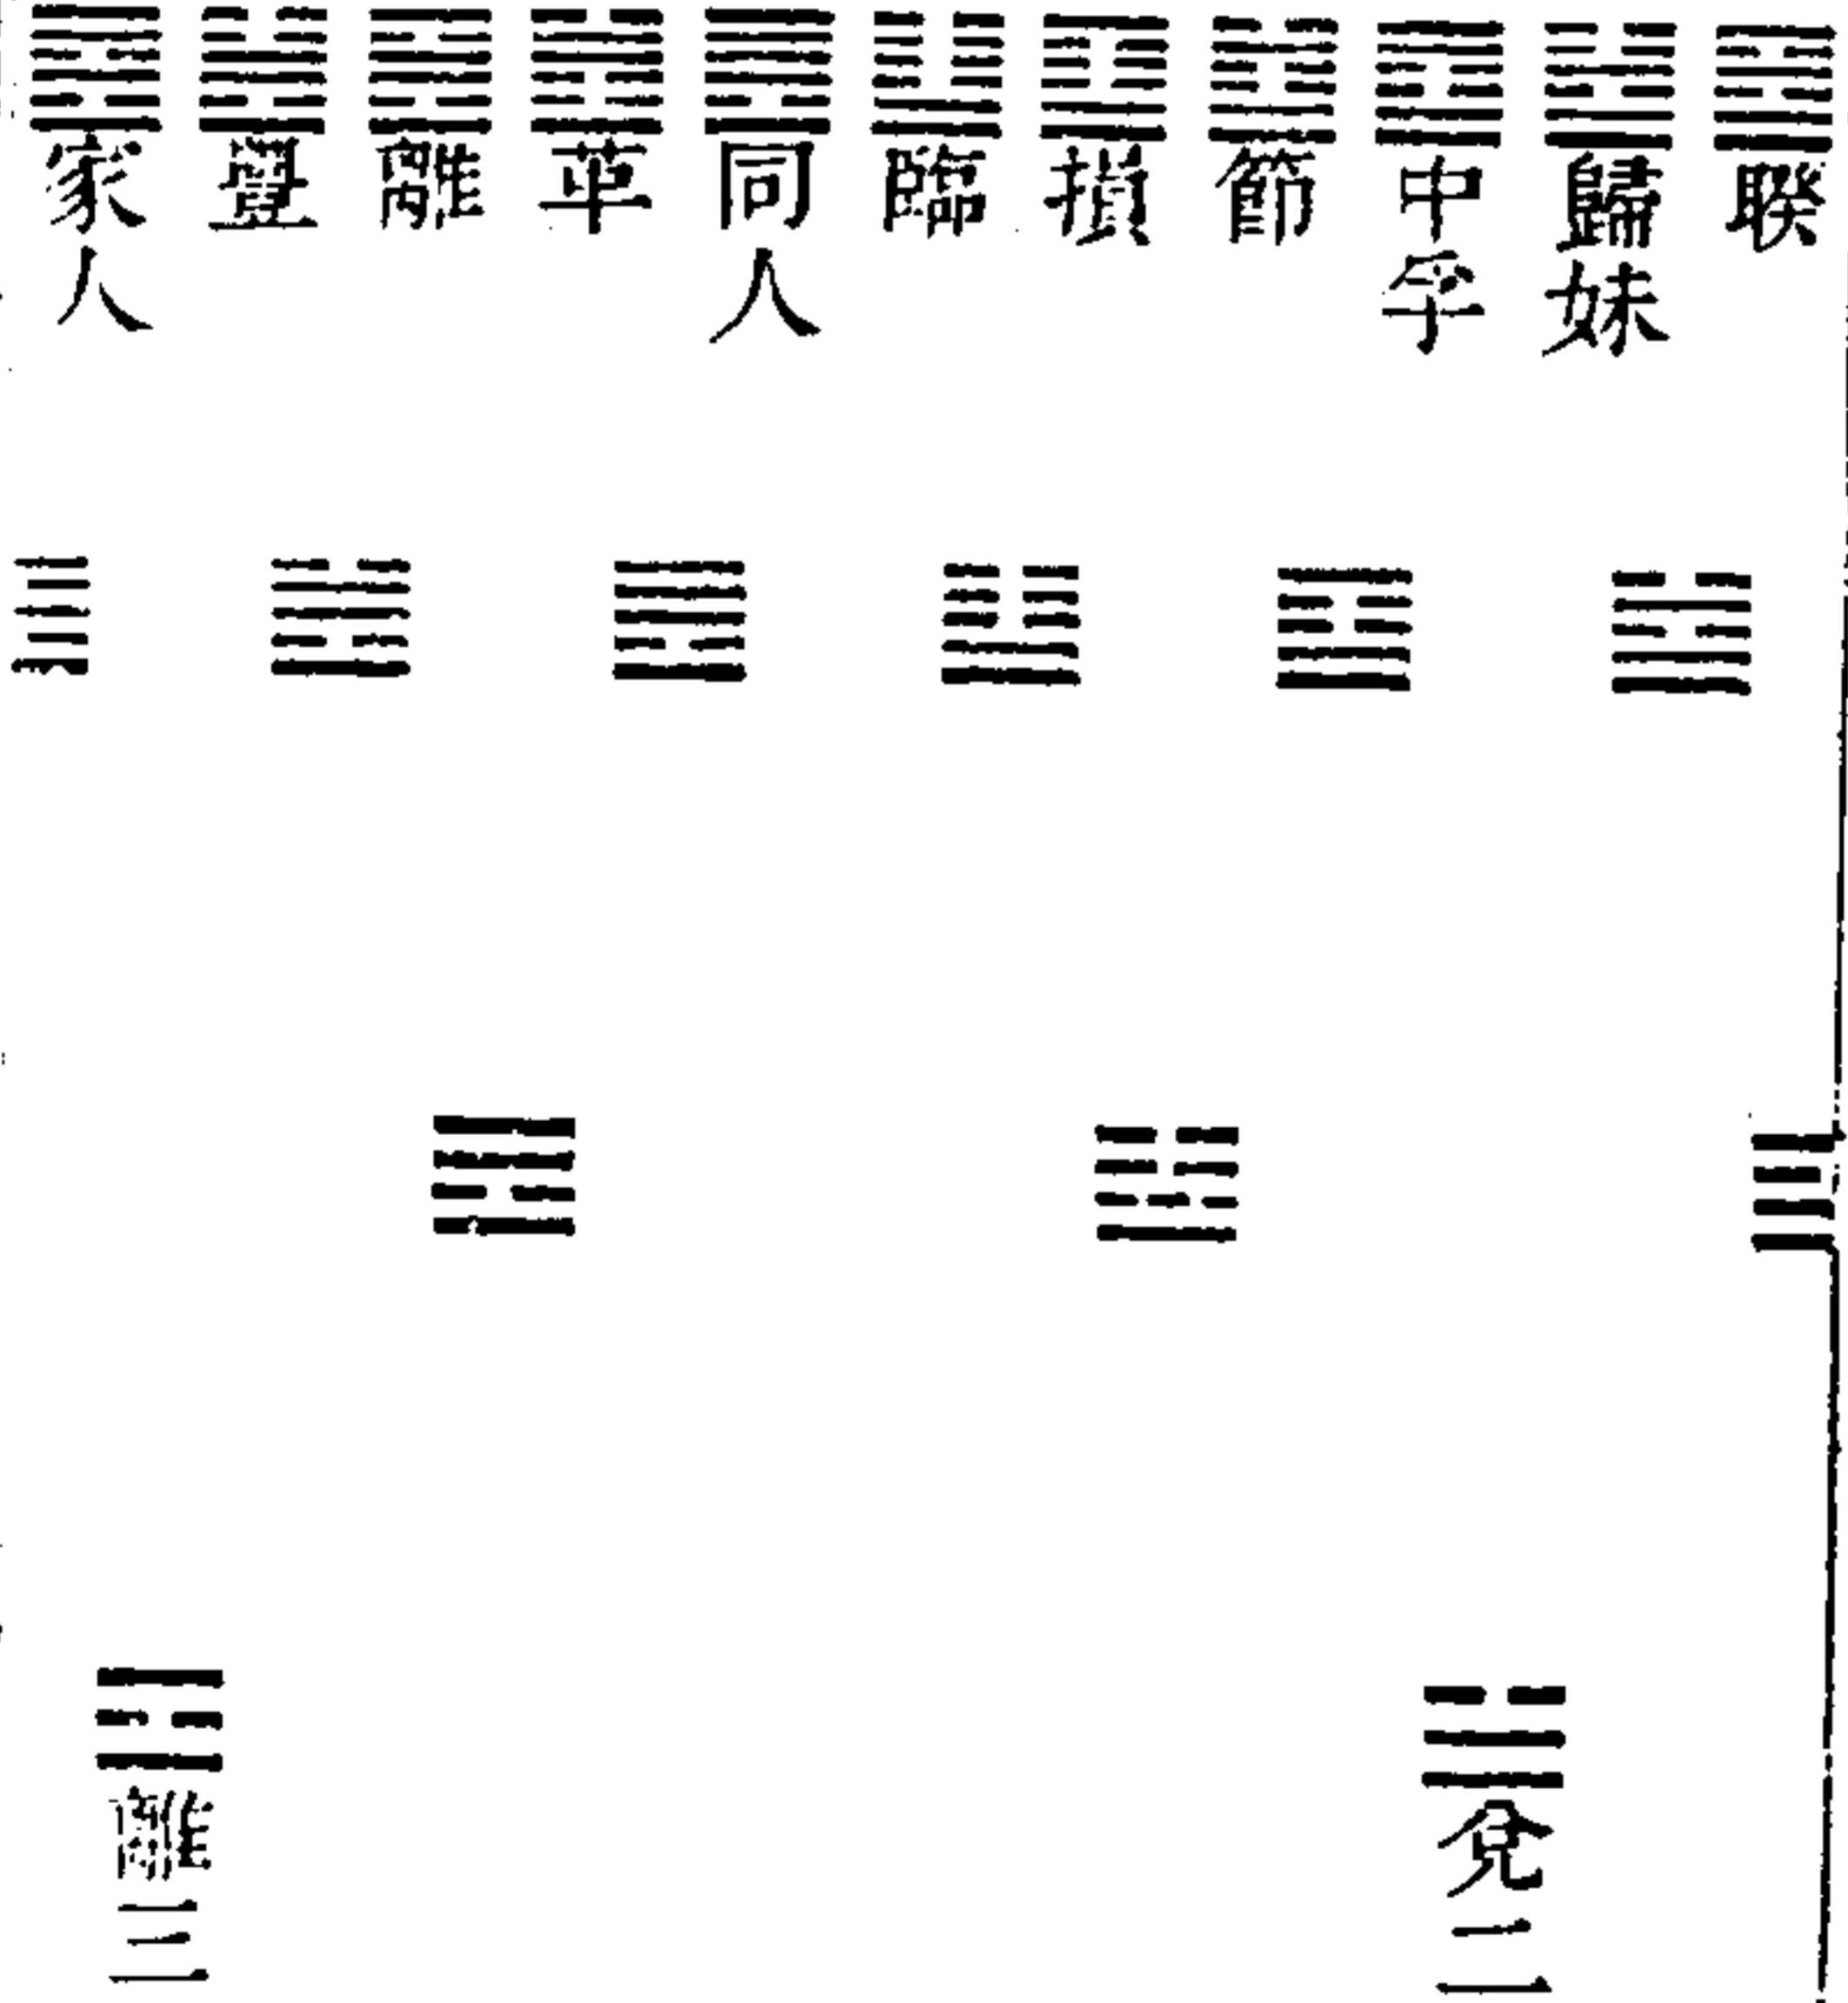 睽
歸妹
中孚
節
損
臨
同人
革
離
豐
家人
兌二
離三